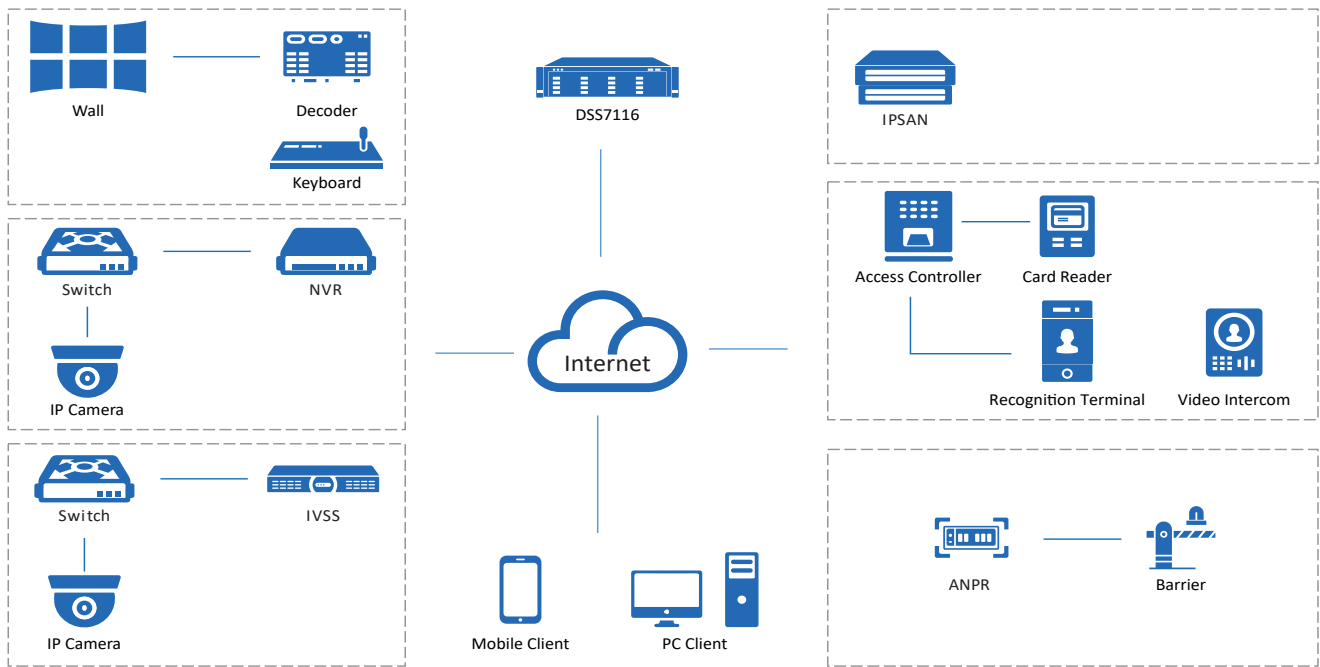 Wall
Decoder
Keyboard
Switch
NVR
IP Camera
Switch
IVSS
IP Camera
DSS7116
Internet
Mobile Client
PC Client
IPSAN
Access Controller
Card Reader
Recognition Terminal
Video Intercom
ANPR
Barrier